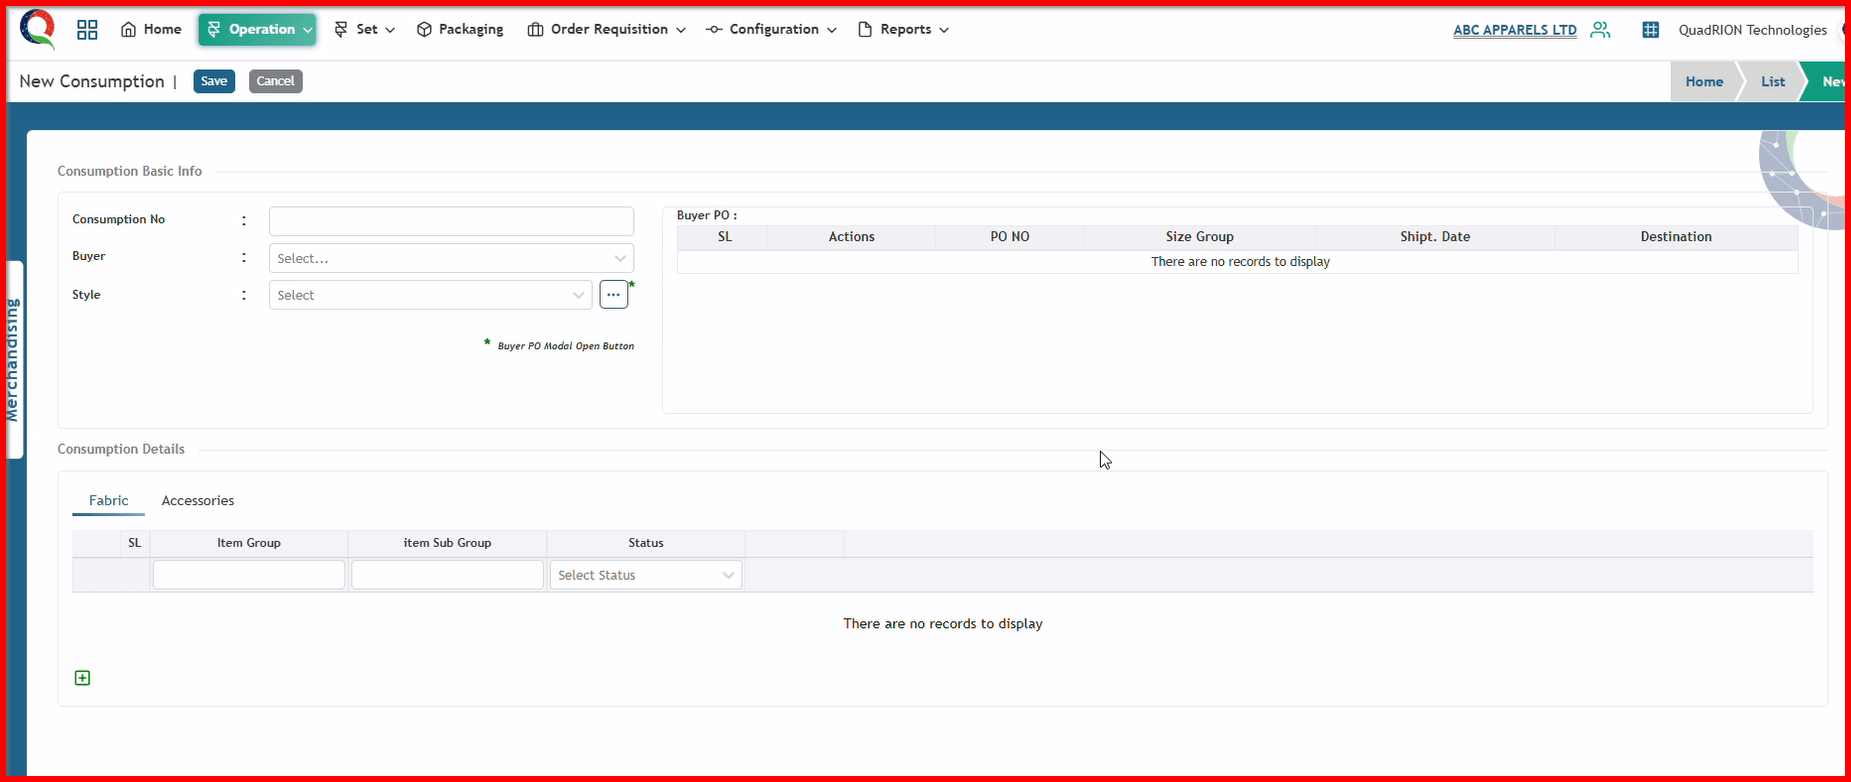 Home Operation Set Packaging Order Requisition Configuration Reports ABC APPARELS LTD QuadRION Technologies
New Consumption | Save Cancel Home List New
Consumption Basic Info
Consumption No :
Buyer : Select...
Style : Select ... *
* Buyer PO Modal Open Button
Buyer PO :
SL Actions PO NO Size Group Shipt. Date Destination
There are no records to display
Merchandising
Consumption Details
Fabric Accessories
SL Item Group item Sub Group Status
Select Status
There are no records to display